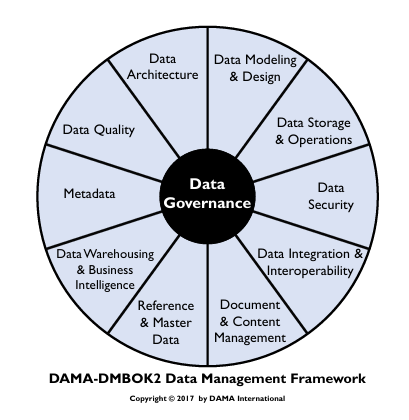 Data
Architecture
Data Modeling
& Design
Data Storage
& Operations
Data
Security
Data Integration &
Interoperability
Document
& Content
Management
Reference
& Master
Data
Data Warehousing
& Business
Intelligence
Metadata
Data Quality
Data
Governance
DAMA-DMBOK2 Data Management Framework
Copyright © 2017 by DAMA International